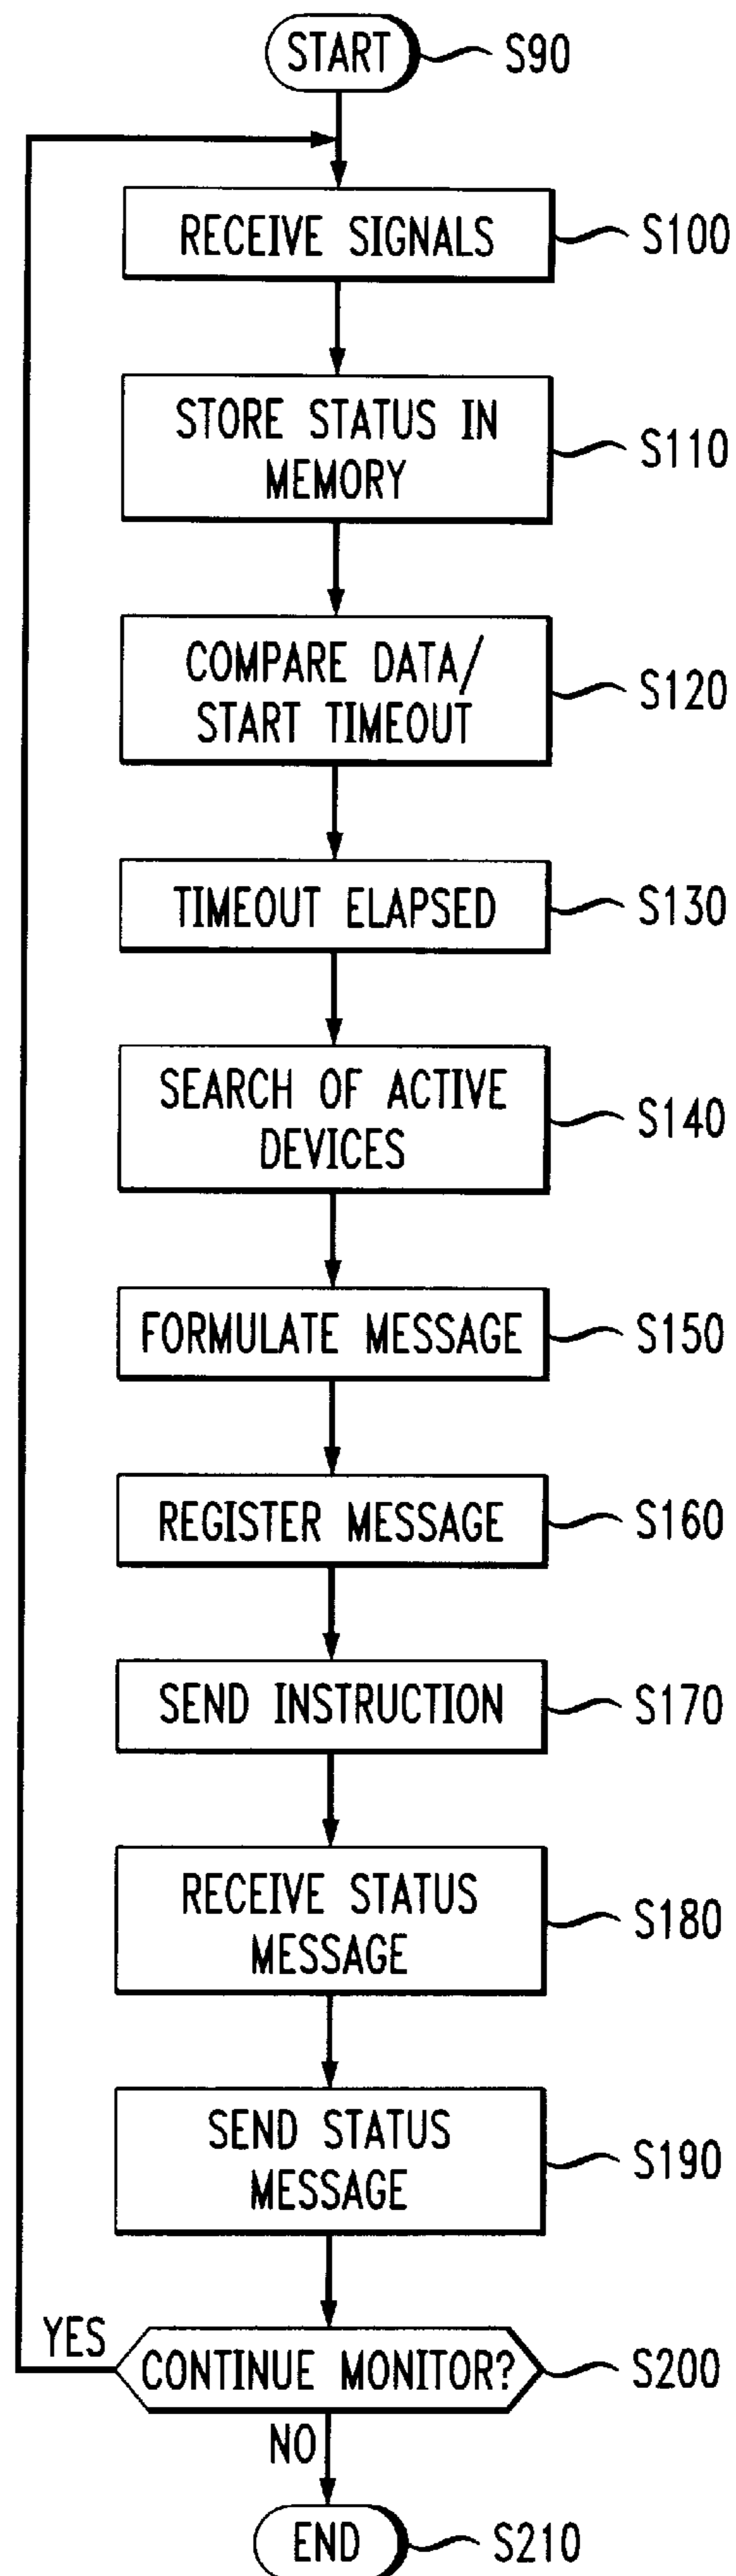 START S90
RECEIVE SIGNALS S100
STORE STATUS IN
MEMORY S110
COMPARE DATA/
START TIMEOUT S120
TIMEOUT ELAPSED S130
SEARCH OF ACTIVE
DEVICES S140
FORMULATE MESSAGE S150
REGISTER MESSAGE S160
SEND INSTRUCTION S170
RECEIVE STATUS
MESSAGE S180
SEND STATUS
MESSAGE S190
YES
CONTINUE MONITOR? S200
NO
END S210